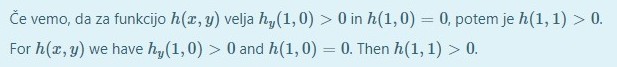 Če vemo, da za funkcijo $h(x, y)$ velja $h_y(1, 0) > 0$ in $h(1, 0) = 0$, potem je $h(1, 1) > 0$.
For $h(x, y)$ we have $h_y(1, 0) > 0$ and $h(1, 0) = 0$. Then $h(1, 1) > 0$.